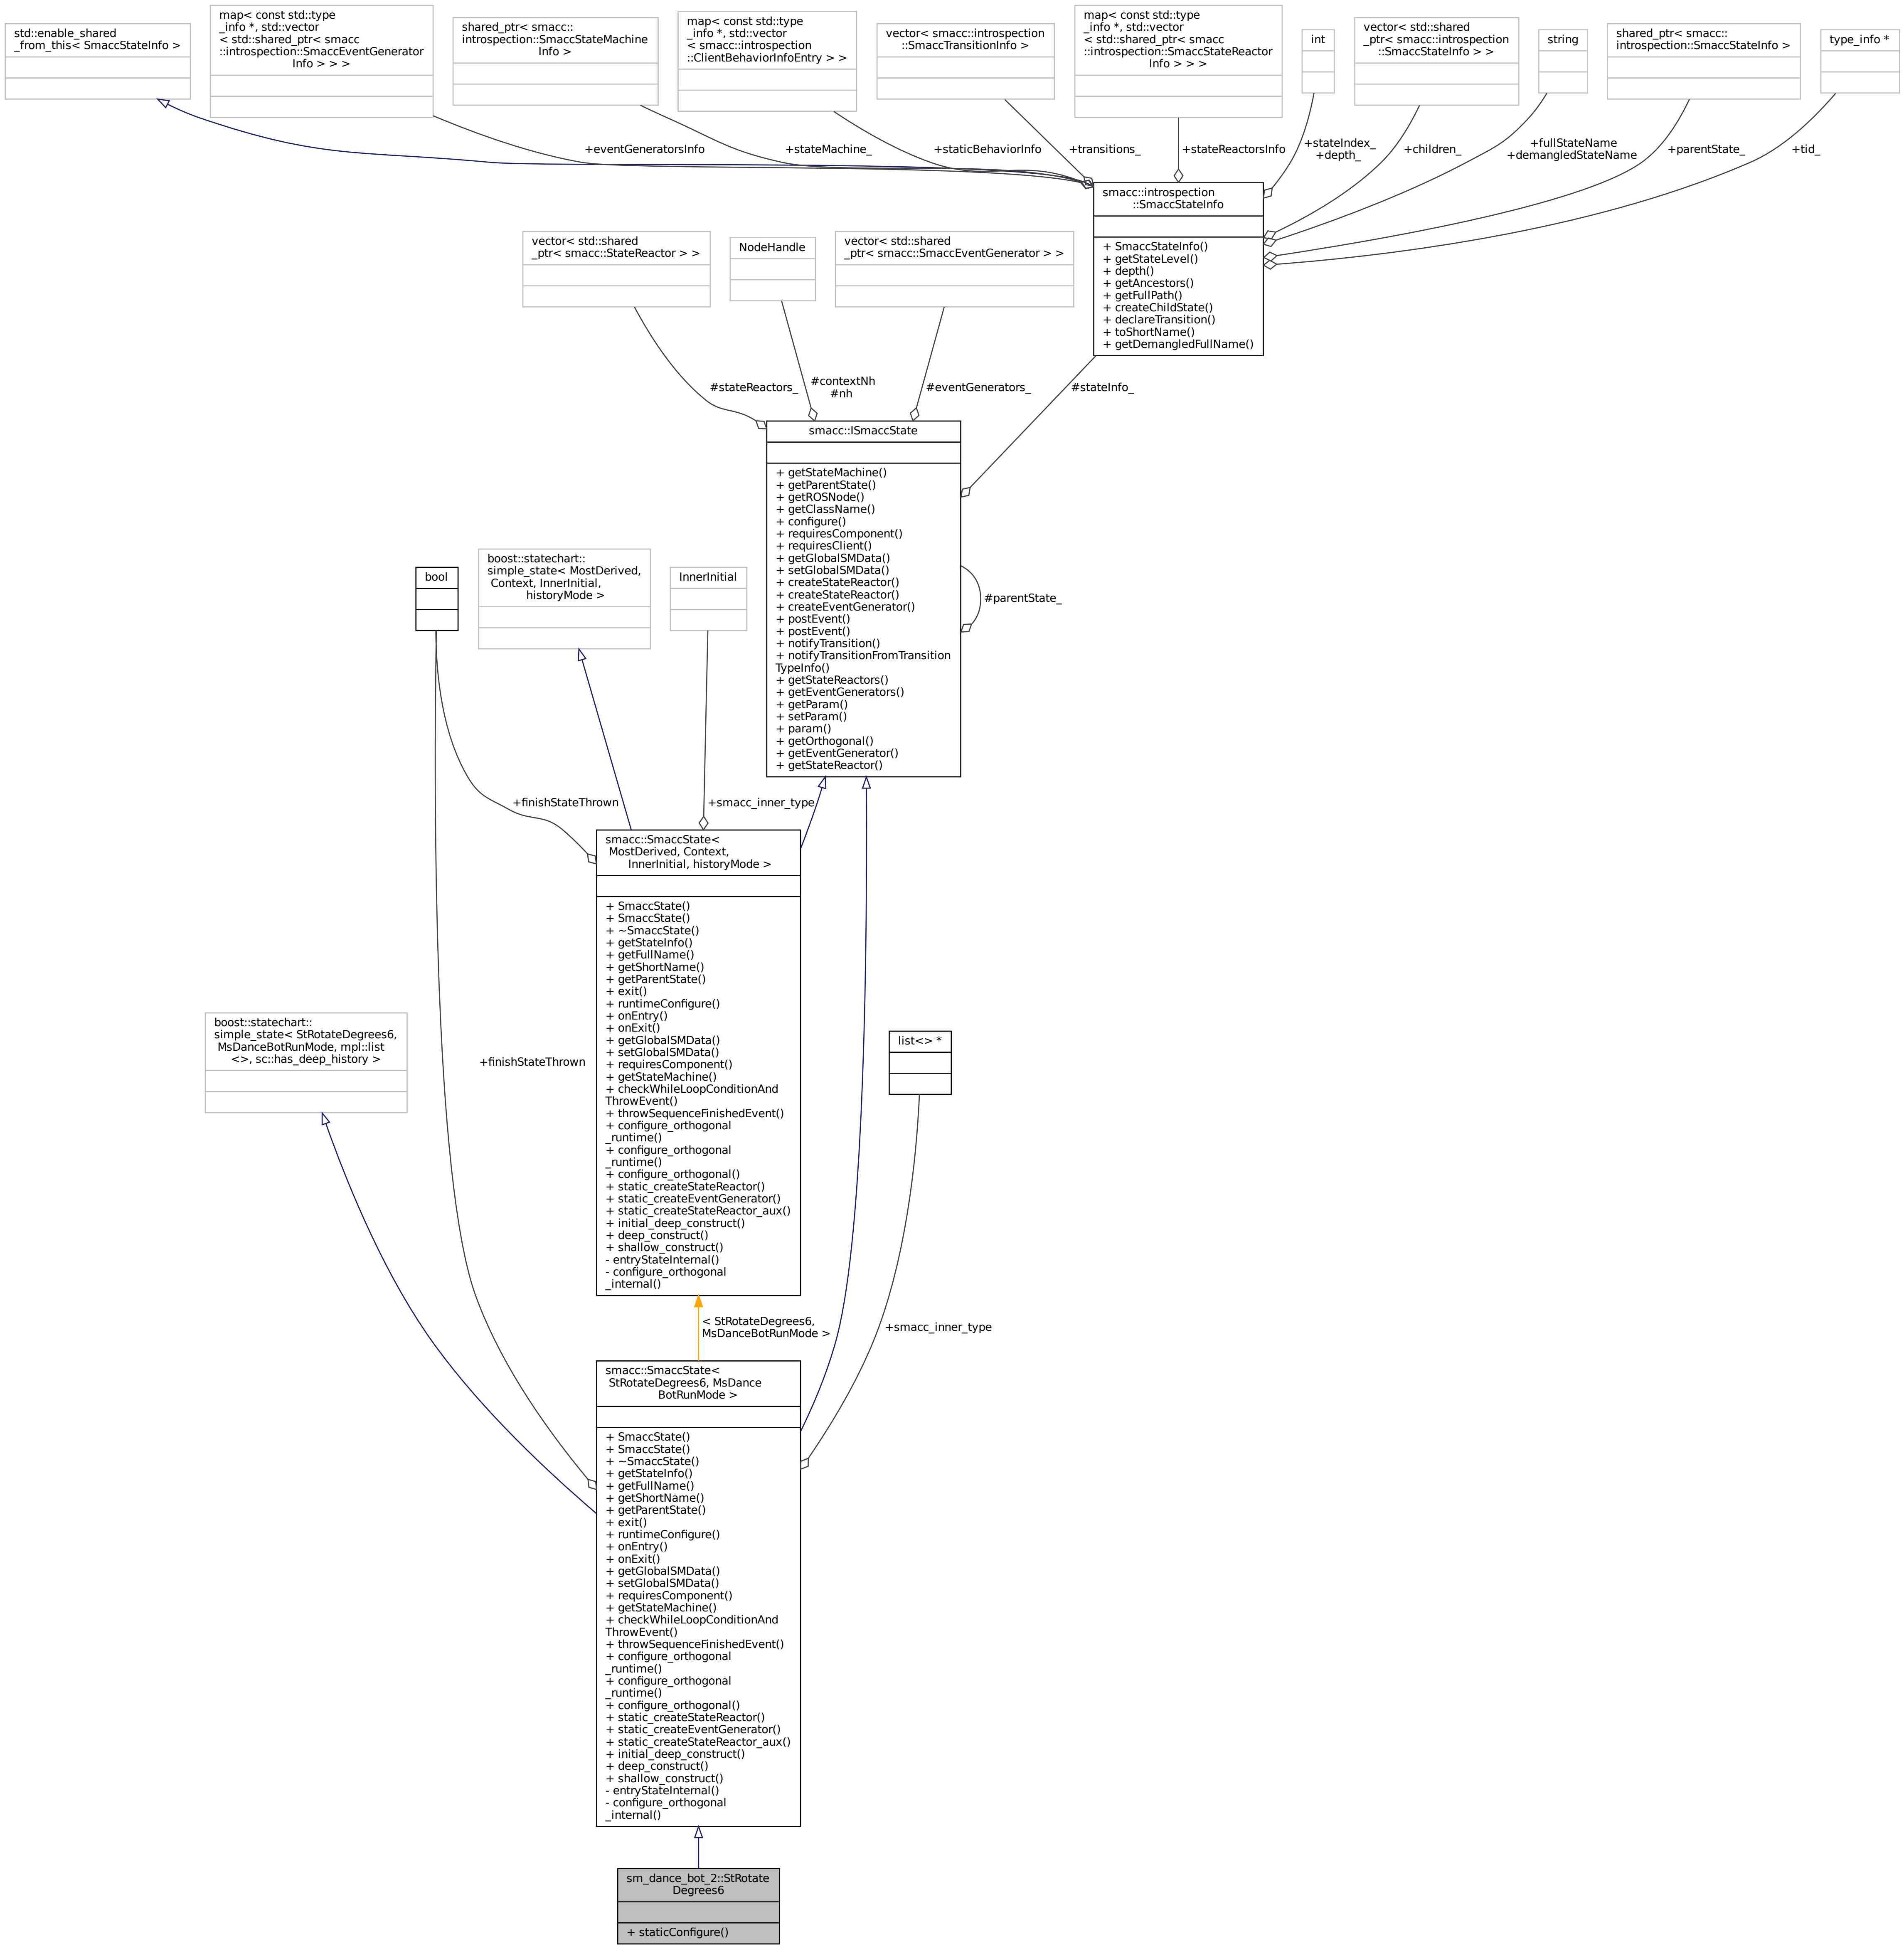 std::enable_shared
_from_this< SmaccStateInfo >
map< const std::type
_info *, std::vector
< std::shared_ptr< smacc
::introspection::SmaccEventGenerator
Info > > >
shared_ptr< smacc::
introspection::SmaccStateMachine
Info >
map< const std::type
_info *, std::vector
< smacc::introspection
::ClientBehaviorInfoEntry > >
vector< smacc::introspection
::SmaccTransitionInfo >
map< const std::type
_info *, std::vector
< std::shared_ptr< smacc
::introspection::SmaccStateReactor
Info > > >
int
vector< std::shared
_ptr< smacc::introspection
::SmaccStateInfo > >
string
shared_ptr< smacc::
introspection::SmaccStateInfo >
type_info *
+eventGeneratorsInfo
+stateMachine_
+staticBehaviorInfo
+transitions_
+stateReactorsInfo
+stateIndex_
+depth_
+children_
+fullStateName
+demangledStateName
+parentState_
+tid_
smacc::introspection
::SmaccStateInfo
+ SmaccStateInfo()
+ getStateLevel()
+ depth()
+ getAncestors()
+ getFullPath()
+ createChildState()
+ declareTransition()
+ toShortName()
+ getDemangledFullName()
vector< std::shared
_ptr< smacc::StateReactor > >
NodeHandle
vector< std::shared
_ptr< smacc::SmaccEventGenerator > >
#stateReactors_
#contextNh
#nh
#eventGenerators_
#stateInfo_
smacc::ISmaccState
+ getStateMachine()
+ getParentState()
+ getROSNode()
+ getClassName()
+ configure()
+ requiresComponent()
+ requiresClient()
+ getGlobalSMData()
+ setGlobalSMData()
+ createStateReactor()
+ createStateReactor()
+ createEventGenerator()
+ postEvent()
+ postEvent()
+ notifyTransition()
+ notifyTransitionFromTransition
TypeInfo()
+ getStateReactors()
+ getEventGenerators()
+ getParam()
+ setParam()
+ param()
+ getOrthogonal()
+ getEventGenerator()
+ getStateReactor()
#parentState_
bool
boost::statechart::
simple_state< MostDerived,
Context, InnerInitial,
historyMode >
InnerInitial
+finishStateThrown
+smacc_inner_type
smacc::SmaccState<
MostDerived, Context,
InnerInitial, historyMode >
+ SmaccState()
+ SmaccState()
+ ~SmaccState()
+ getStateInfo()
+ getFullName()
+ getShortName()
+ getParentState()
+ exit()
+ runtimeConfigure()
+ onEntry()
+ onExit()
+ getGlobalSMData()
+ setGlobalSMData()
+ requiresComponent()
+ getStateMachine()
+ checkWhileLoopConditionAnd
ThrowEvent()
+ throwSequenceFinishedEvent()
+ configure_orthogonal
_runtime()
+ configure_orthogonal
_runtime()
+ configure_orthogonal()
+ static_createStateReactor()
+ static_createEventGenerator()
+ static_createStateReactor_aux()
+ initial_deep_construct()
+ deep_construct()
+ shallow_construct()
- entryStateInternal()
- configure_orthogonal
_internal()
boost::statechart::
simple_state< StRotateDegrees6,
MsDanceBotRunMode, mpl::list
<>, sc::has_deep_history >
+finishStateThrown
list<> *
< StRotateDegrees6,
MsDanceBotRunMode >
+smacc_inner_type
smacc::SmaccState<
StRotateDegrees6, MsDance
BotRunMode >
+ SmaccState()
+ SmaccState()
+ ~SmaccState()
+ getStateInfo()
+ getFullName()
+ getShortName()
+ getParentState()
+ exit()
+ runtimeConfigure()
+ onEntry()
+ onExit()
+ getGlobalSMData()
+ setGlobalSMData()
+ requiresComponent()
+ getStateMachine()
+ checkWhileLoopConditionAnd
ThrowEvent()
+ throwSequenceFinishedEvent()
+ configure_orthogonal
_runtime()
+ configure_orthogonal
_runtime()
+ configure_orthogonal()
+ static_createStateReactor()
+ static_createEventGenerator()
+ static_createStateReactor_aux()
+ initial_deep_construct()
+ deep_construct()
+ shallow_construct()
- entryStateInternal()
- configure_orthogonal
_internal()
sm_dance_bot_2::StRotate
Degrees6
+ staticConfigure()